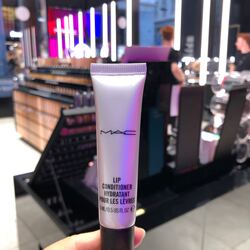 MAC
LIP
CONDITIONER
HYDRATANT
POUR LES LÈVRES